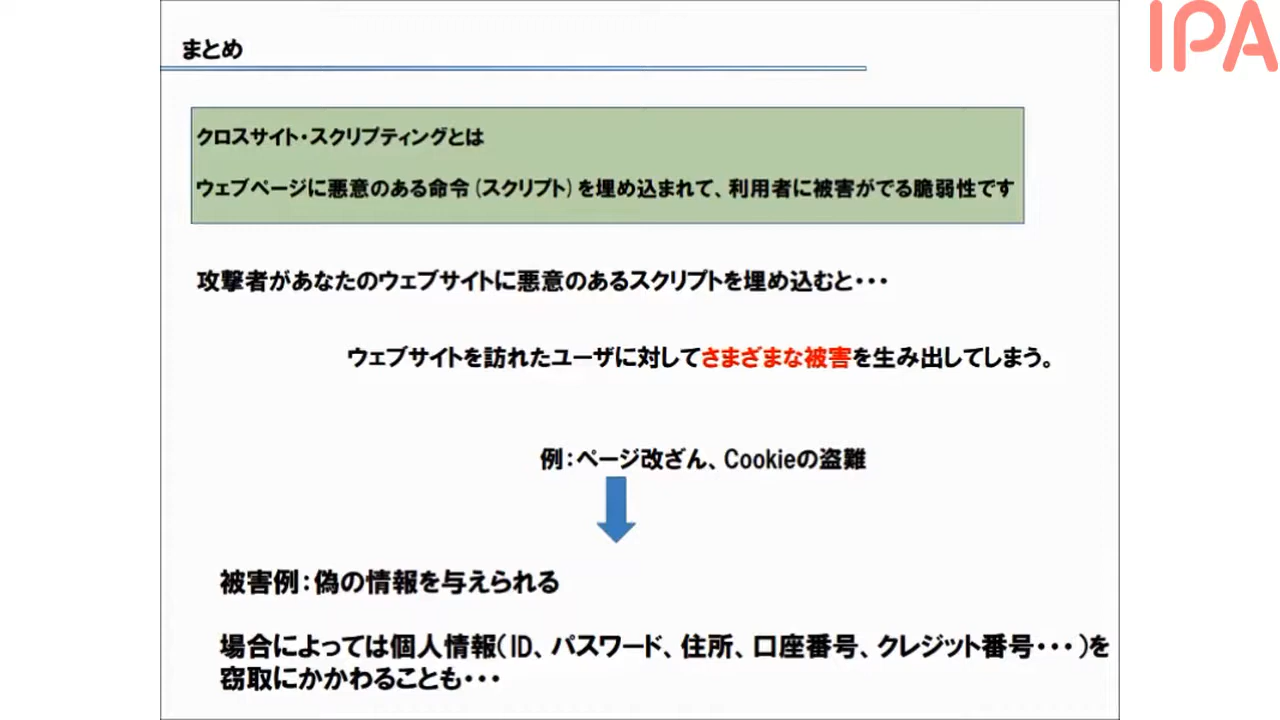 IPA
まとめ
クロスサイト・スクリプティングとは
ウェブページに悪意のある命令(スクリプト)を埋め込まれて、利用者に被害がでる脆弱性です
攻撃者があなたのウェブサイトに悪意のあるスクリプトを埋め込むと・・・
ウェブサイトを訪れたユーザに対してさまざまな被害を生み出してしまう。
例:ページ改ざん、Cookieの盗難
被害例:偽の情報を与えられる
場合によっては個人情報(ID、パスワード、住所、口座番号、クレジット番号・・・)を
窃取にかかわることも・・・